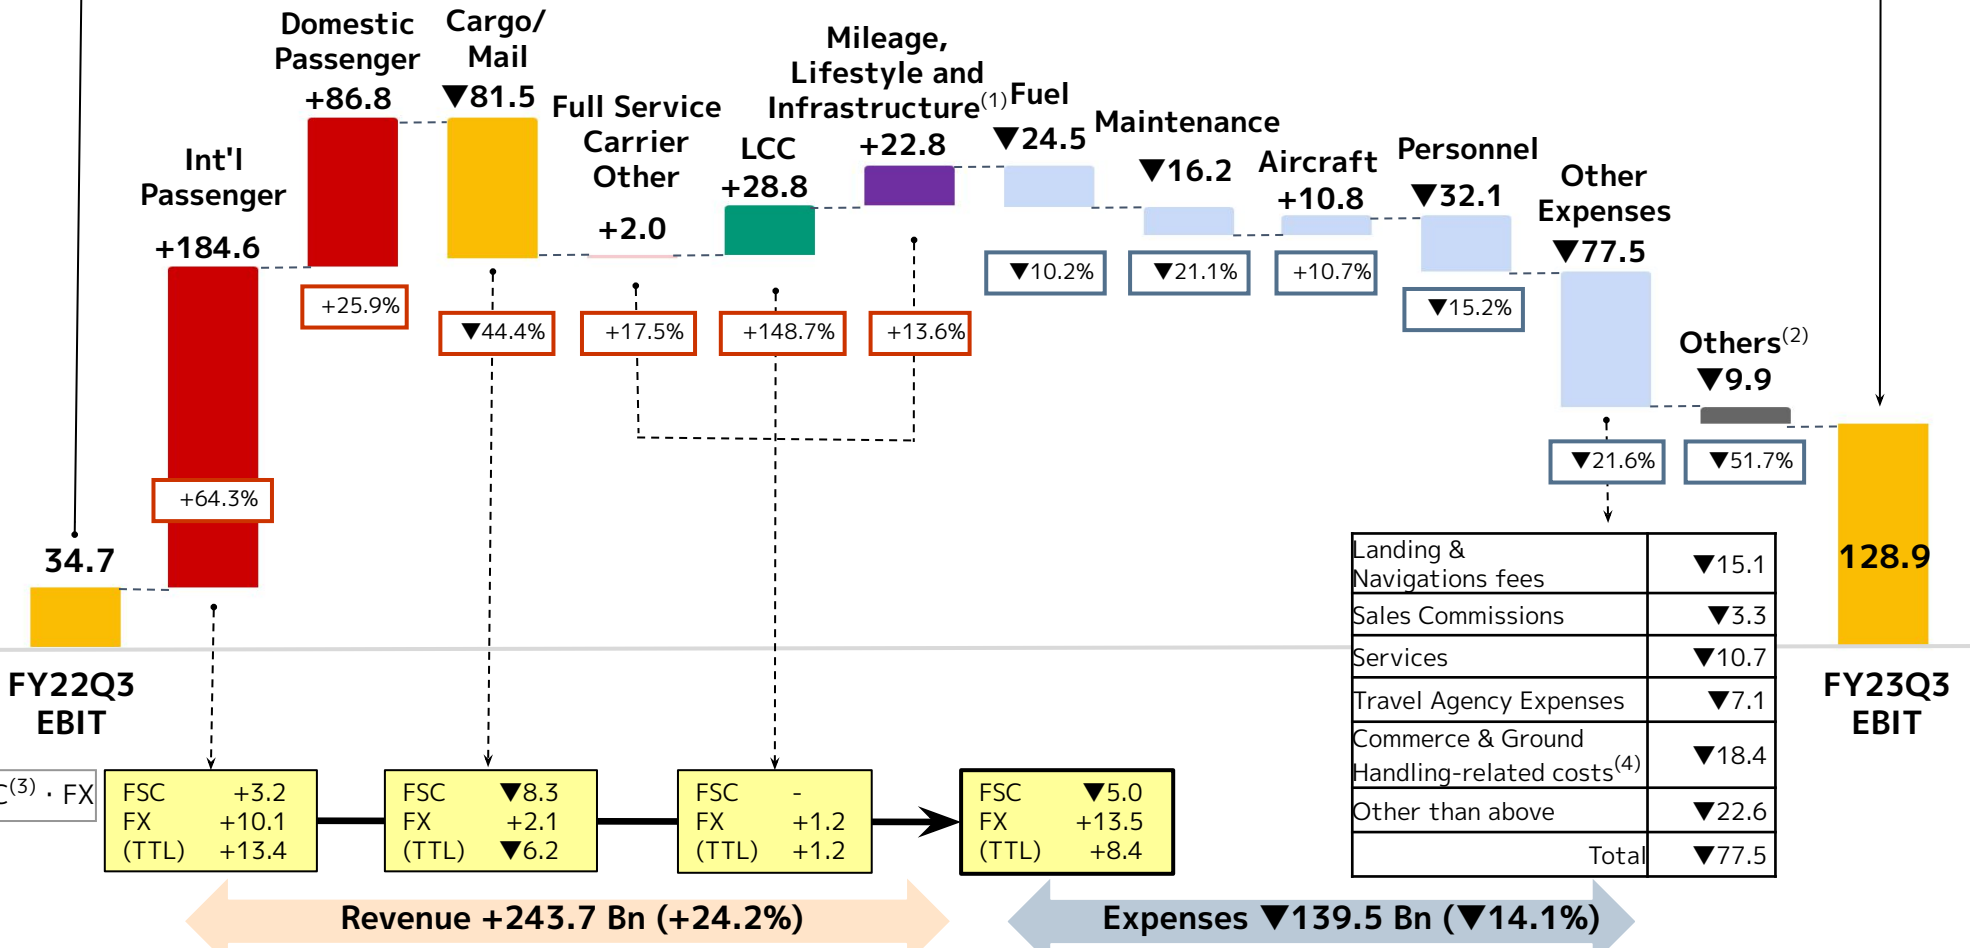 Domestic
Passenger
+86.8
Cargo/
Mail
▼81.5
Int'l
Passenger
+184.6
Full Service
Carrier
Other
+2.0
LCC
+28.8
Mileage,
Lifestyle and
Infrastructure(1)
+22.8
Fuel
▼24.5
Maintenance
▼16.2
Aircraft
+10.8
Personnel
▼32.1
Other
Expenses
▼77.5
Others(2)
▼9.9
+64.3%
+25.9%
▼44.4%
+17.5%
+148.7%
+13.6%
▼10.2%
▼21.1%
+10.7%
▼15.2%
▼21.6%
▼51.7%
34.7
128.9
FY22Q3
EBIT
FY23Q3
EBIT
Landing &
Navigations fees ▼15.1
Sales Commissions ▼3.3
Services ▼10.7
Travel Agency Expenses ▼7.1
Commerce & Ground
Handling-related costs(4) ▼18.4
Other than above ▼22.6
Total ▼77.5
(3) · FX
FSC +3.2
FX +10.1
(TTL) +13.4
FSC ▼8.3
FX +2.1
(TTL) ▼6.2
FSC -
FX +1.2
(TTL) +1.2
FSC ▼5.0
FX +13.5
(TTL) +8.4
Revenue +243.7 Bn (+24.2%)
Expenses ▼139.5 Bn (▼14.1%)